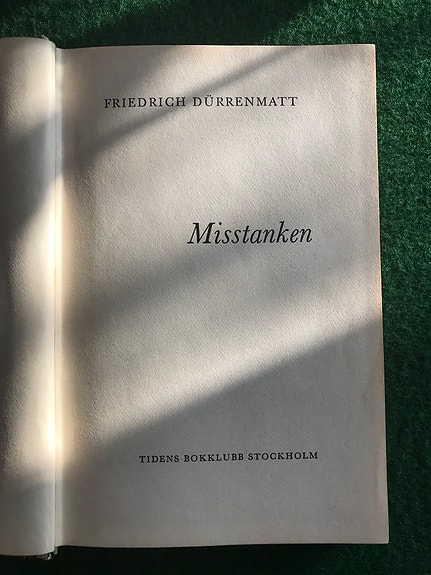 FRIEDRICH DÜRRENMATT
Misstanken
TIDENS BOKKLUBB STOCKHOLM